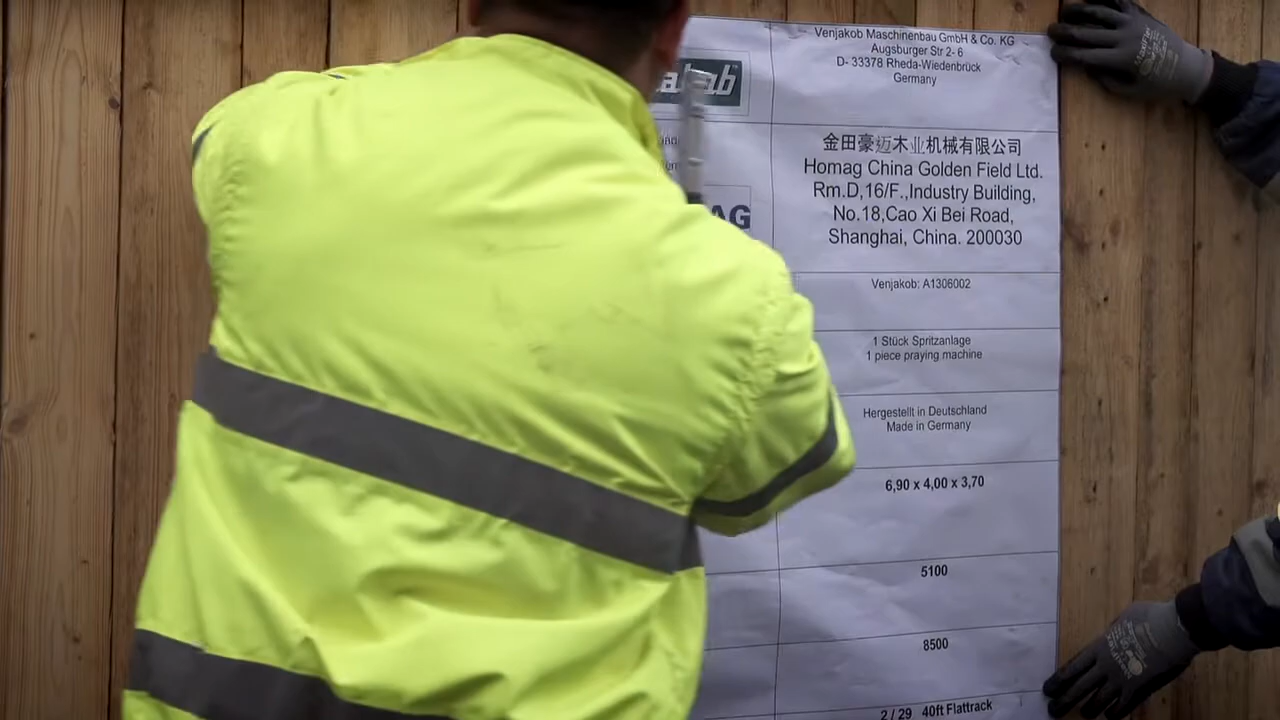 Venjakob Maschinenbau GmbH & Co. KG
Augsburger Str 2- 6
D- 33378 Rheda-Wiedenbrück
Germany
金田豪迈木业机械有限公司
Homag China Golden Field Ltd.
Rm.D,16/F.,Industry Building,
No.18,Cao Xi Bei Road,
Shanghai, China. 200030
AG
Venjakob: A1306002
1 Stück Spritzanlage
1 piece praying machine
Hergestellt in Deutschland
Made in Germany
6,90 x 4,00 x 3,70
5100
8500
2 / 29 40ft Flattrack